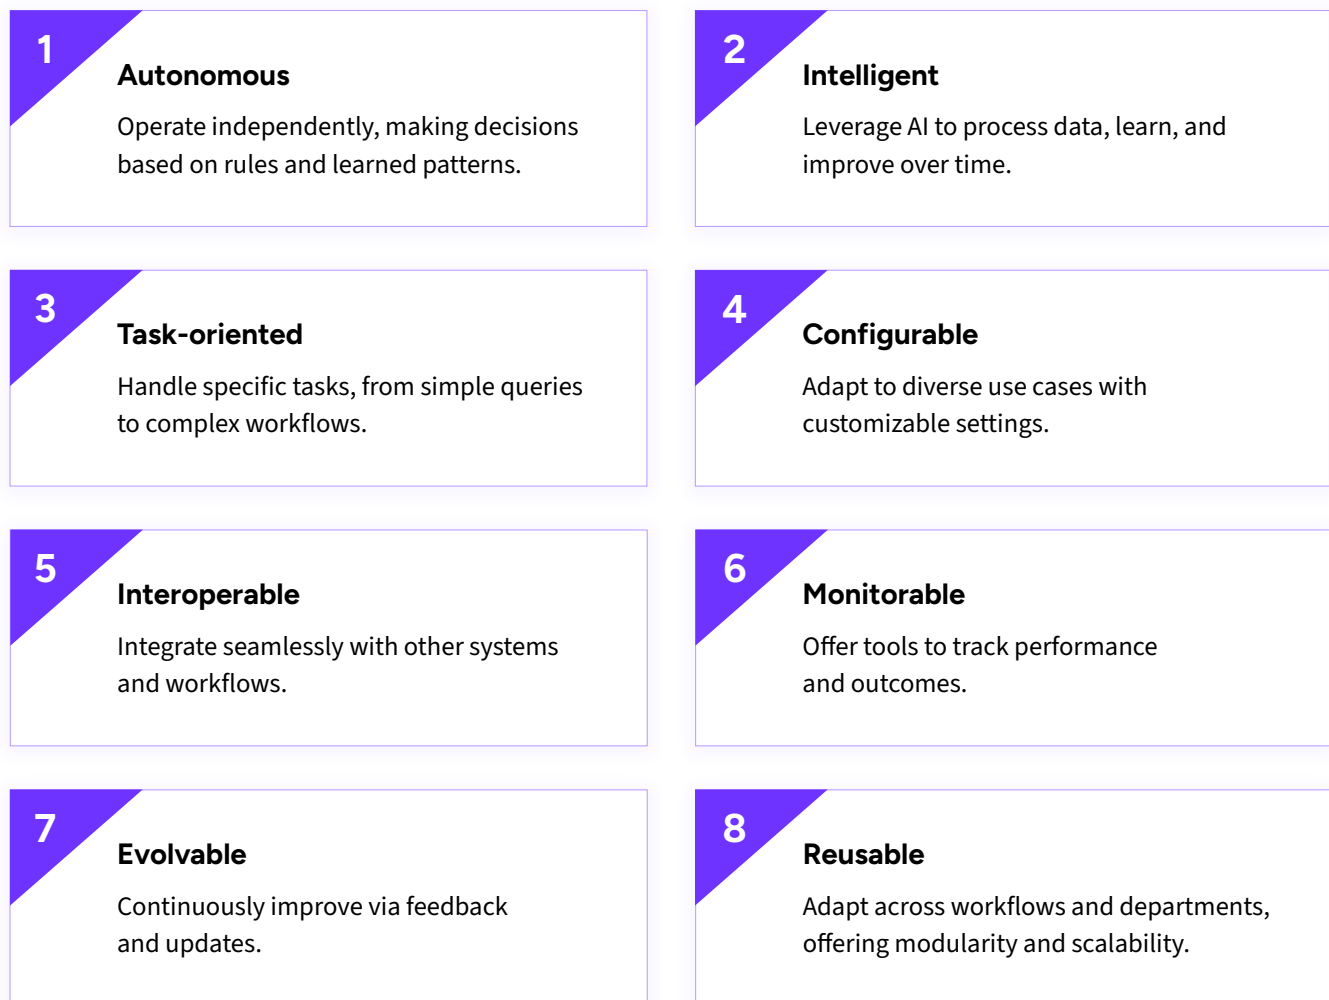 1
Autonomous
Operate independently, making decisions
based on rules and learned patterns.
2
Intelligent
Leverage AI to process data, learn, and
improve over time.
3
Task-oriented
Handle specific tasks, from simple queries
to complex workflows.
4
Configurable
Adapt to diverse use cases with
customizable settings.
5
Interoperable
Integrate seamlessly with other systems
and workflows.
6
Monitorable
Offer tools to track performance
and outcomes.
7
Evolvable
Continuously improve via feedback
and updates.
8
Reusable
Adapt across workflows and departments,
offering modularity and scalability.